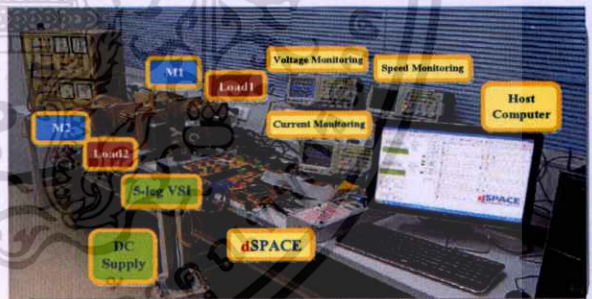 M1
Load1
Voltage Monitoring
Speed Monitoring
Host
Computer
M2
Load2
Current Monitoring
5-leg VSI
DC
Supply
dSPACE
dSPACE